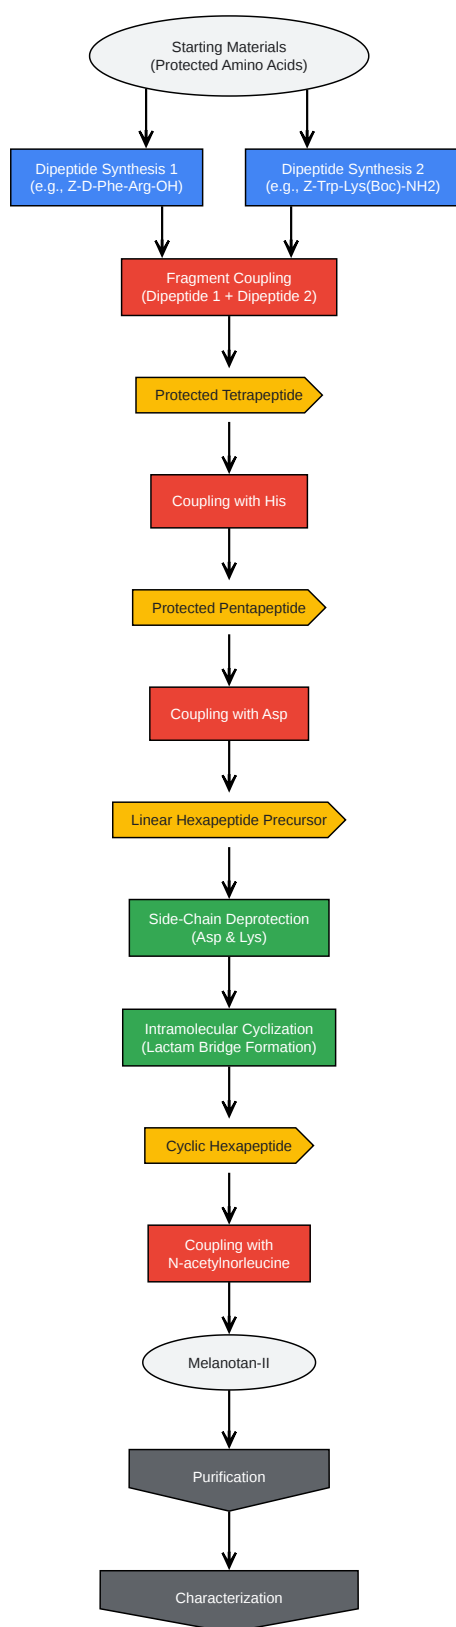 Starting Materials
(Protected Amino Acids)
Dipeptide Synthesis 1
(e.g., Z-D-Phe-Arg-OH)
Dipeptide Synthesis 2
(e.g., Z-Trp-Lys(Boc)-NH2)
Fragment Coupling
(Dipeptide 1 + Dipeptide 2)
Protected Tetrapeptide
Coupling with His
Protected Pentapeptide
Coupling with Asp
Linear Hexapeptide Precursor
Side-Chain Deprotection
(Asp & Lys)
Intramolecular Cyclization
(Lactam Bridge Formation)
Cyclic Hexapeptide
Coupling with
N-acetylnorleucine
Melanotan-II
Purification
Characterization